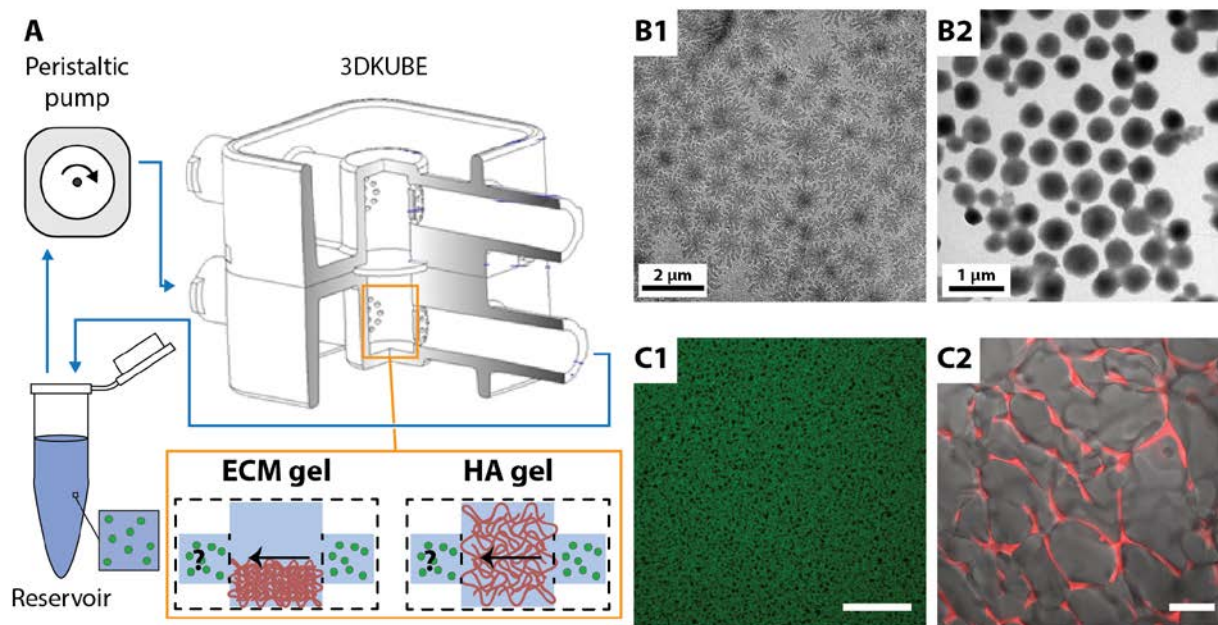 A
Peristaltic
pump
3DKUBE
Reservoir
ECM gel
HA gel
?
?
B1
2 µm
B2
1 µm
C1
C2